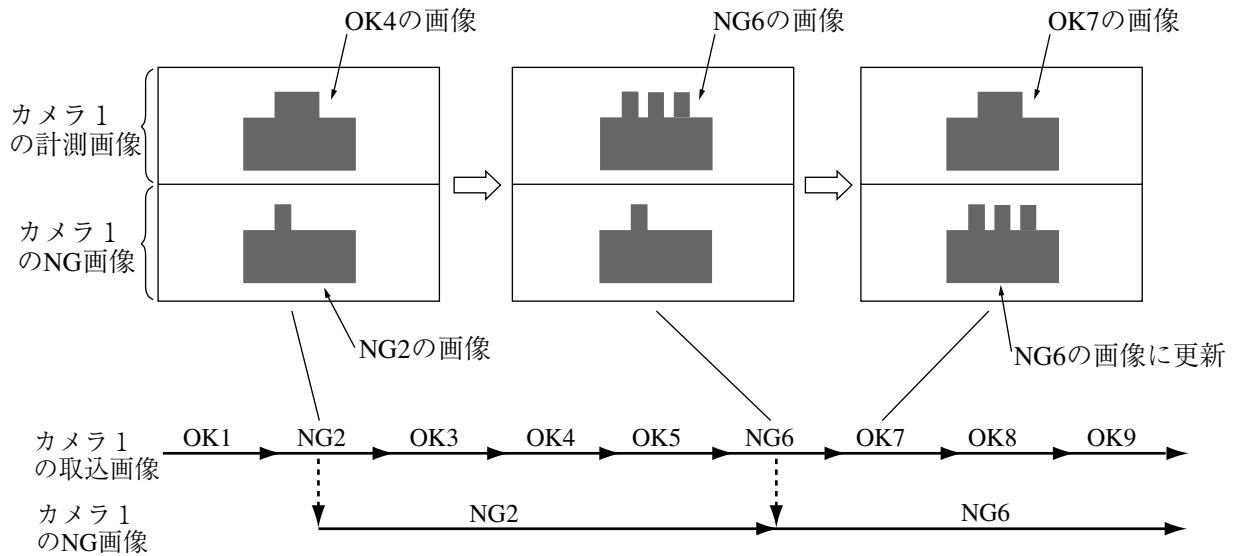 OK4の画像
NG6の画像
OK7の画像
カメラ１
の計測画像
カメラ１
のNG画像
NG2の画像
NG6の画像に更新
カメラ１
の取込画像
OK1 NG2 OK3 OK4 OK5 NG6 OK7 OK8 OK9
カメラ１
のNG画像
NG2 NG6